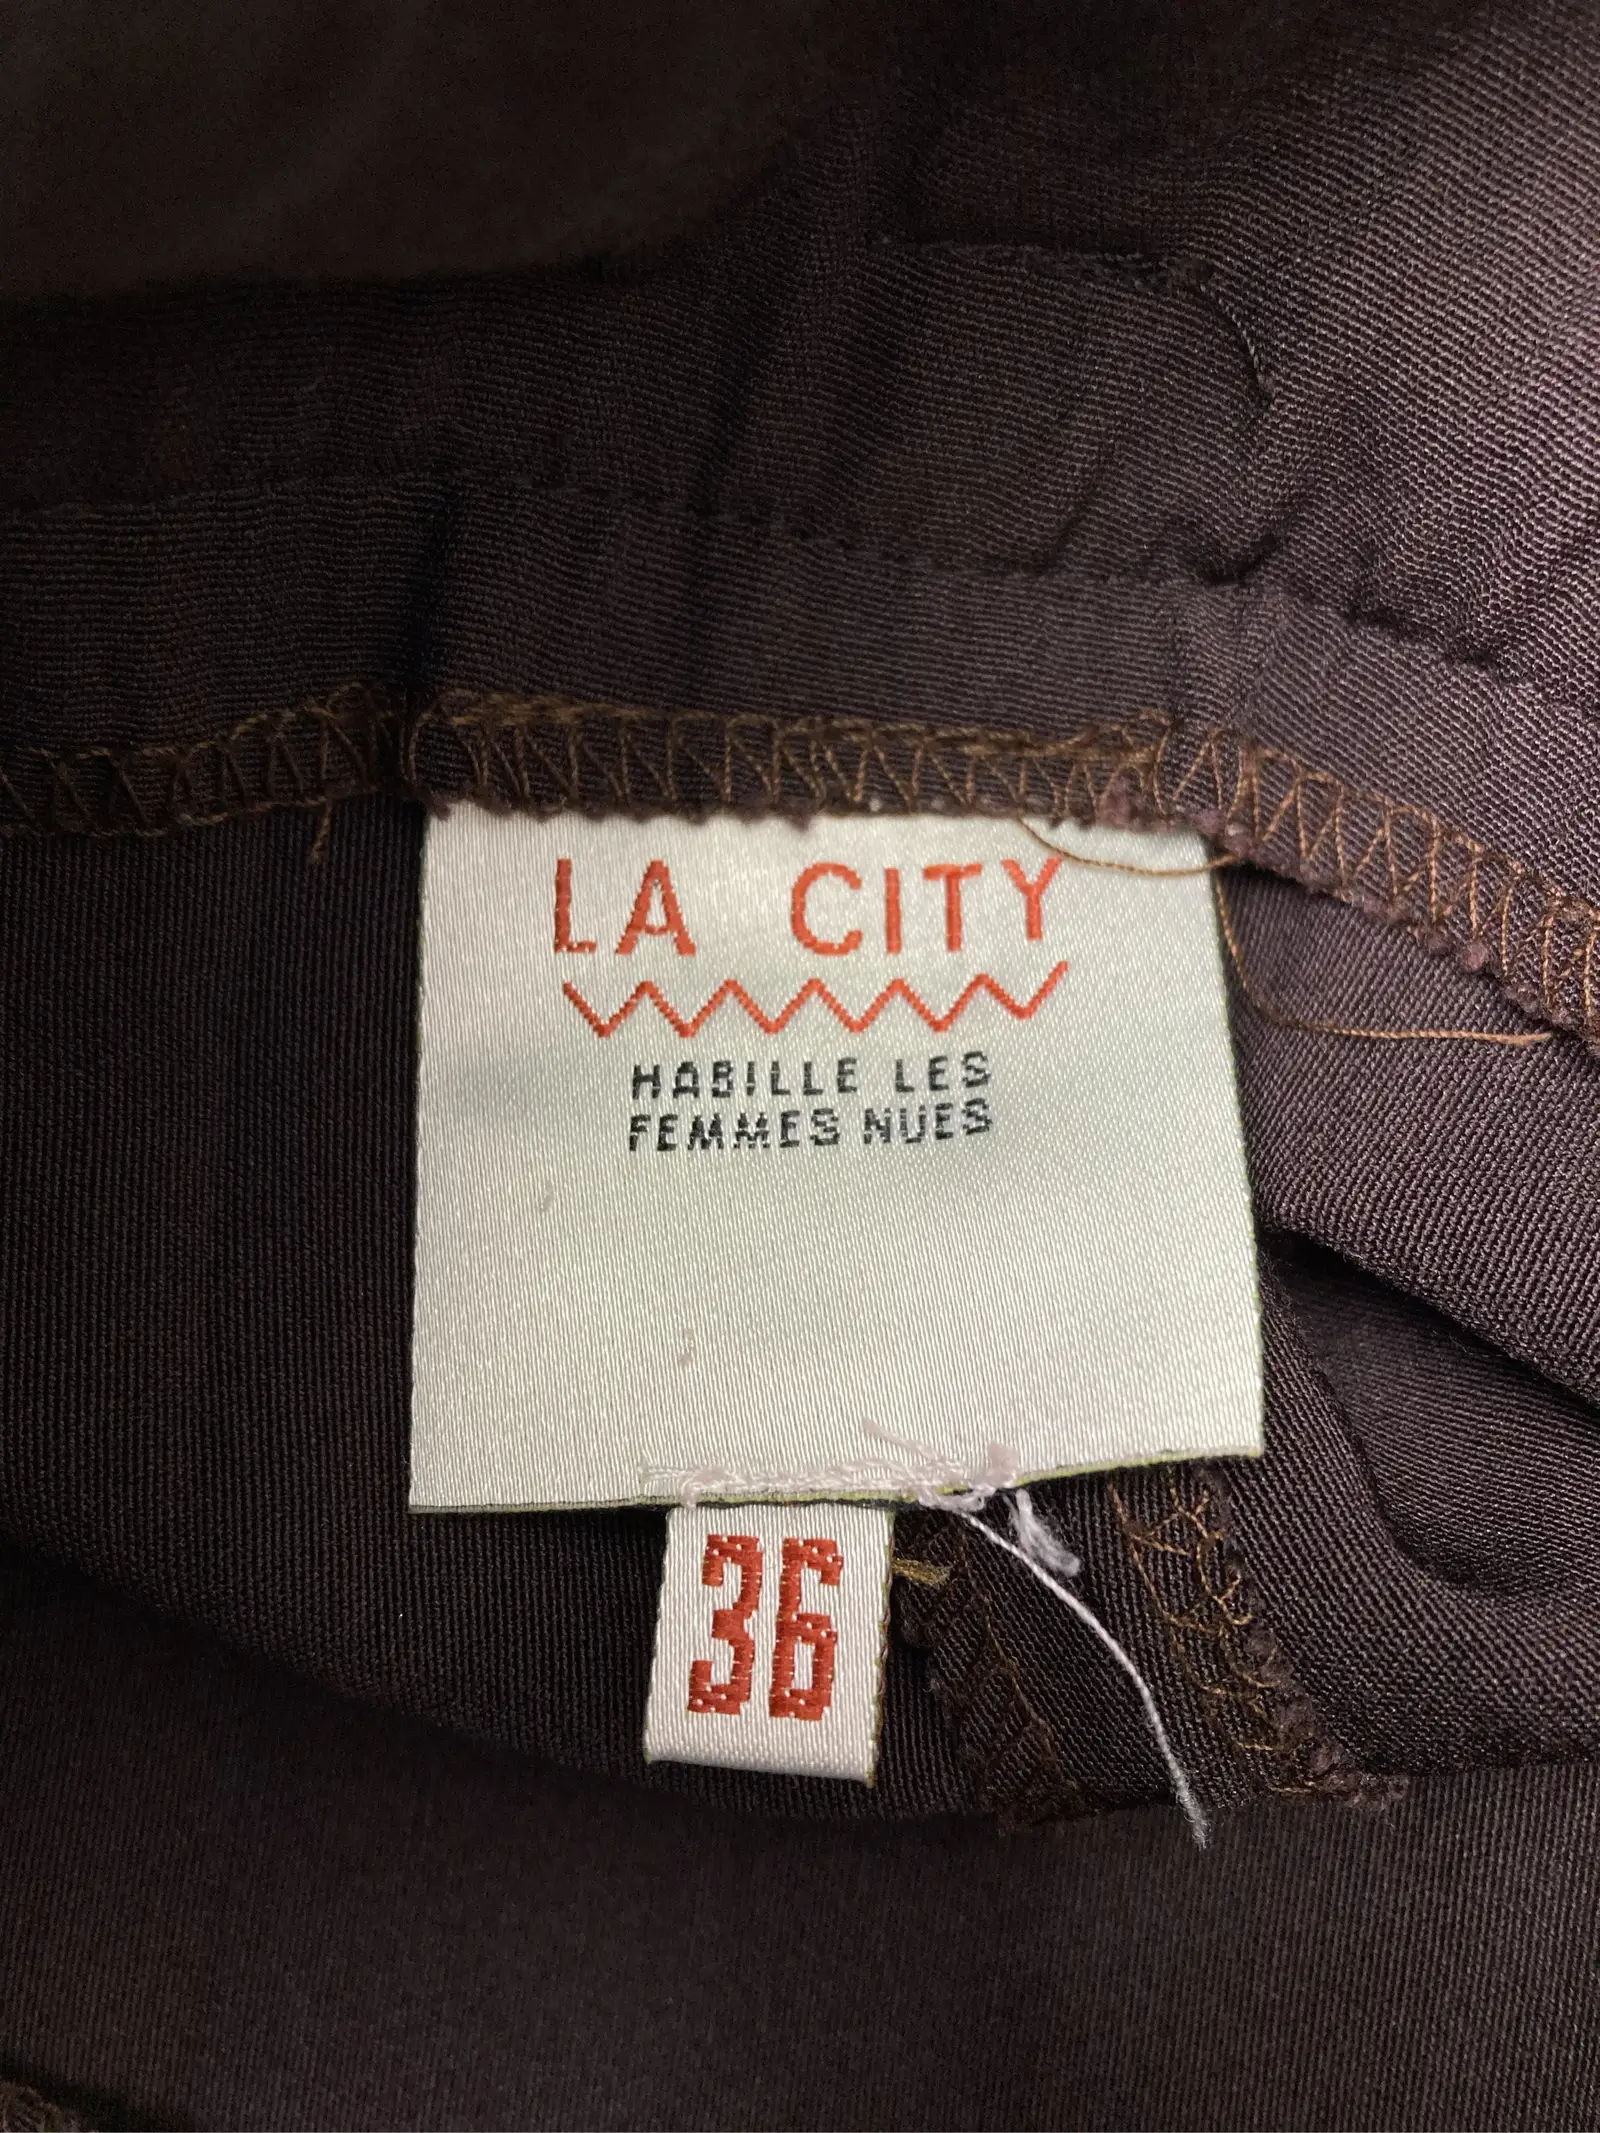 LA CITY
HABILLE LES
FEMMES NUES
36